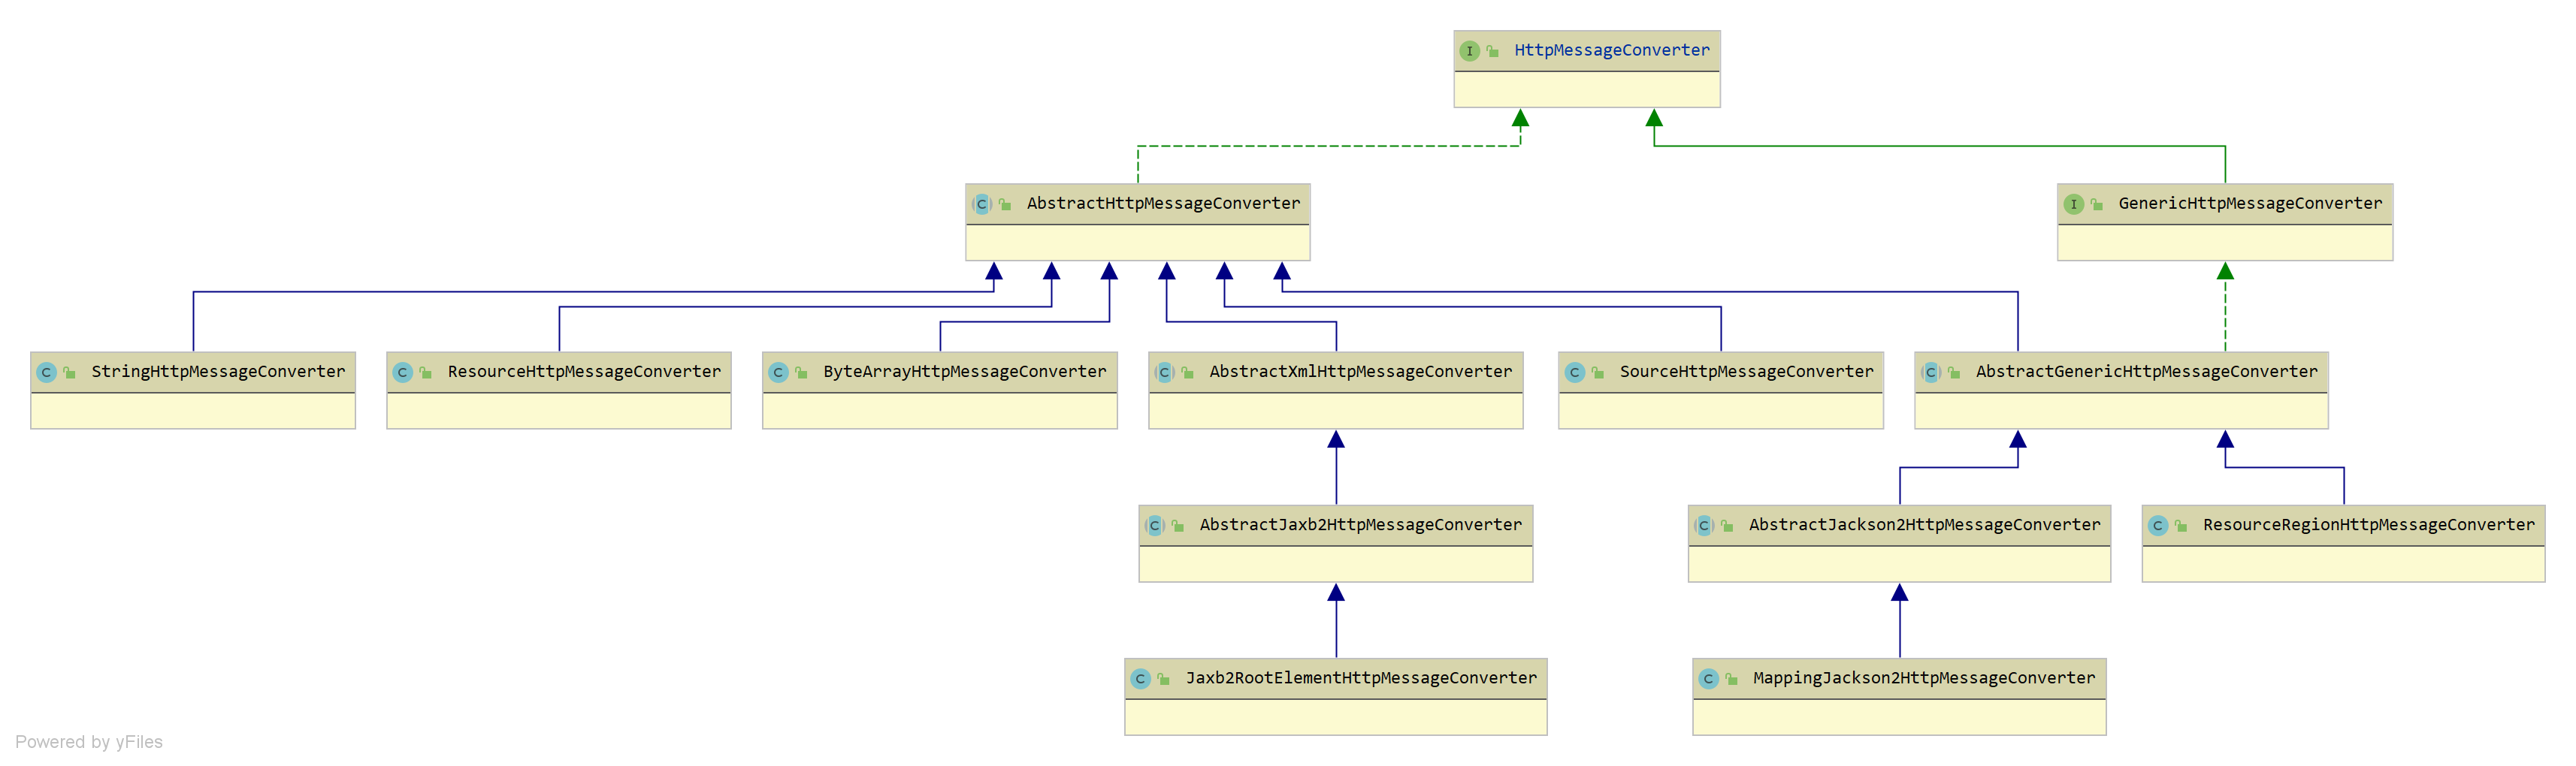 I HttpMessageConverter
C AbstractHttpMessageConverter
I GenericHttpMessageConverter
C StringHttpMessageConverter
C ResourceHttpMessageConverter
C ByteArrayHttpMessageConverter
C AbstractXmlHttpMessageConverter
C SourceHttpMessageConverter
C AbstractGenericHttpMessageConverter
C AbstractJaxb2HttpMessageConverter
C AbstractJackson2HttpMessageConverter
C ResourceRegionHttpMessageConverter
C Jaxb2RootElementHttpMessageConverter
C MappingJackson2HttpMessageConverter
Powered by yFiles